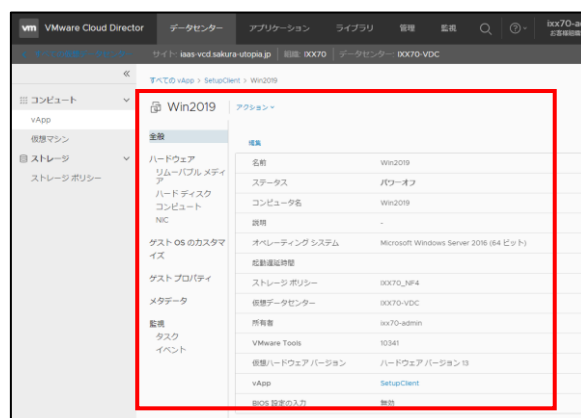 vm VMware Cloud Director データセンター アプリケーション ライブラリ 管理 監視 ixx70-a
お客様組織
サイト: iaas-vcd.sakura-utopia.jp 組織: IXX70 データセンター: IXX70-VDC
すべての vApp > SetupClient > Win2019
コンピュート
vApp
仮想マシン
ストレージ
ストレージ ポリシー
Win2019 アクション
全般
ハードウェア
リムーバブル メディア
ハード ディスク
コンピュート
NIC
ゲスト OS のカスタマイズ
ゲスト プロパティ
メタデータ
監視
タスク
イベント
編集
名前 Win2019
ステータス パワーオフ
コンピュータ名 Win2019
説明 -
オペレーティング システム Microsoft Windows Server 2016 (64 ビット)
起動遅延時間
ストレージ ポリシー IXX70_NF4
仮想データセンター IXX70-VDC
所有者 ixx70-admin
VMware Tools 10341
仮想ハードウェア バージョン ハードウェア バージョン 13
vApp SetupClient
BIOS 設定の入力 無効